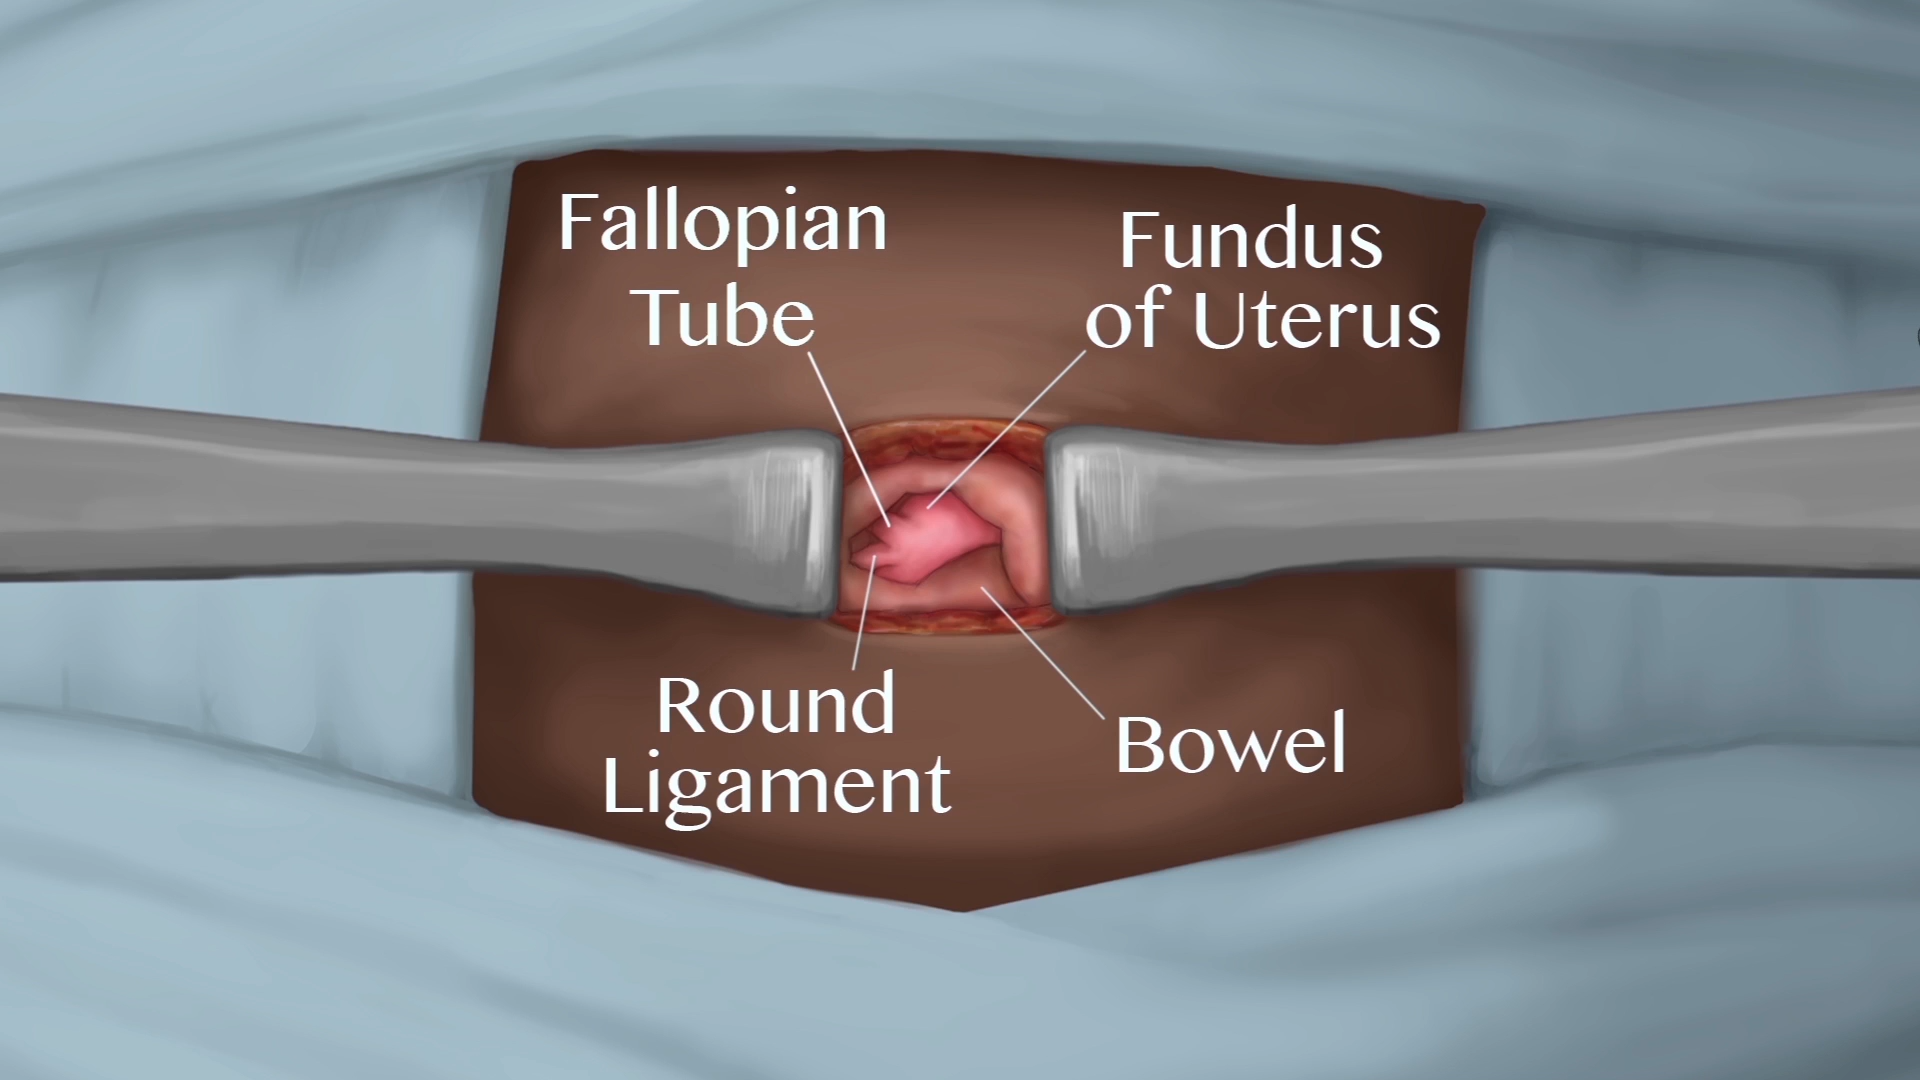 Fallopian
Tube
Fundus
of Uterus
Round
Ligament
Bowel